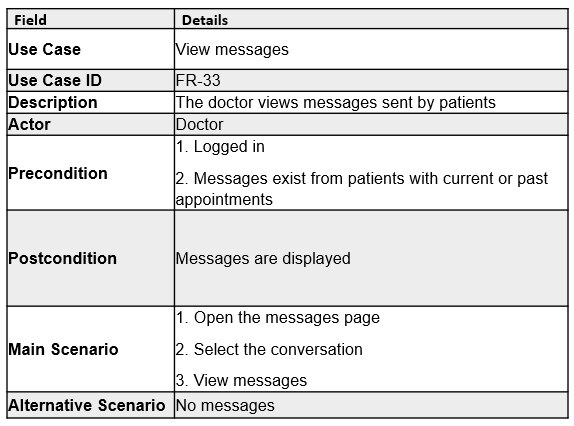 Field Details
Use Case View messages
Use Case ID FR-33
Description The doctor views messages sent by patients
Actor Doctor
Precondition 1. Logged in
2. Messages exist from patients with current or past
appointments
Postcondition Messages are displayed
Main Scenario 1. Open the messages page
2. Select the conversation
3. View messages
Alternative Scenario No messages